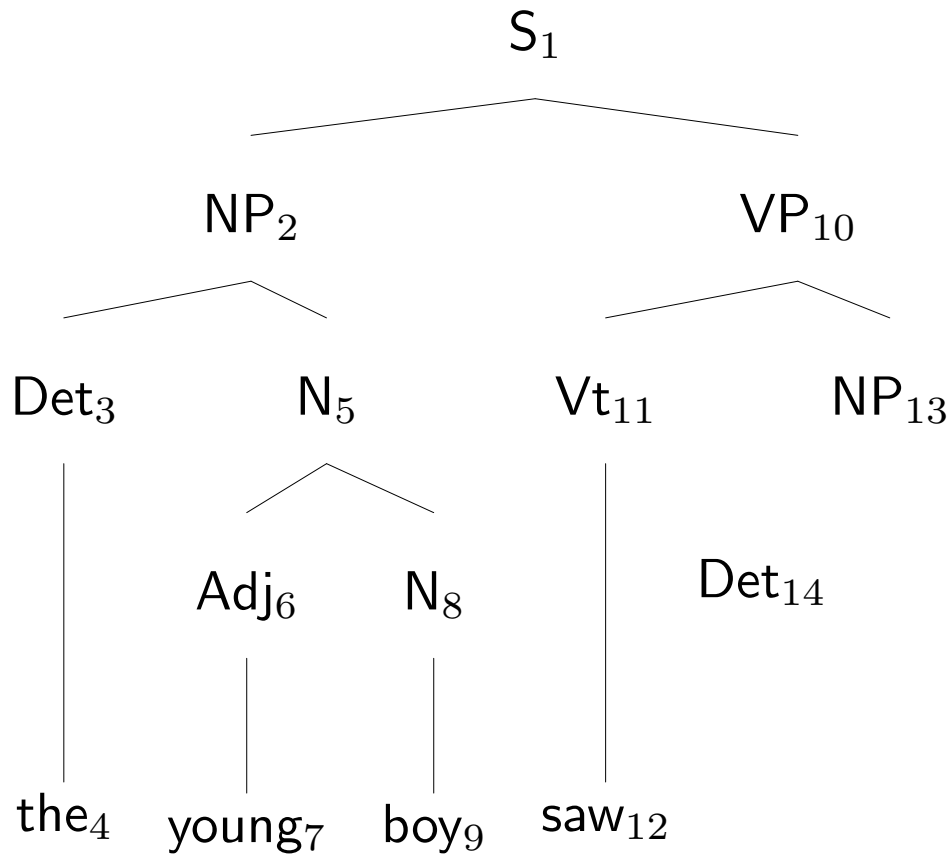 S₁
NP₂ VP₁₀
Det₃ N₅ Vt₁₁ NP₁₃
Adj₆ N₈ Det₁₄
the₄ young₇ boy₉ saw₁₂